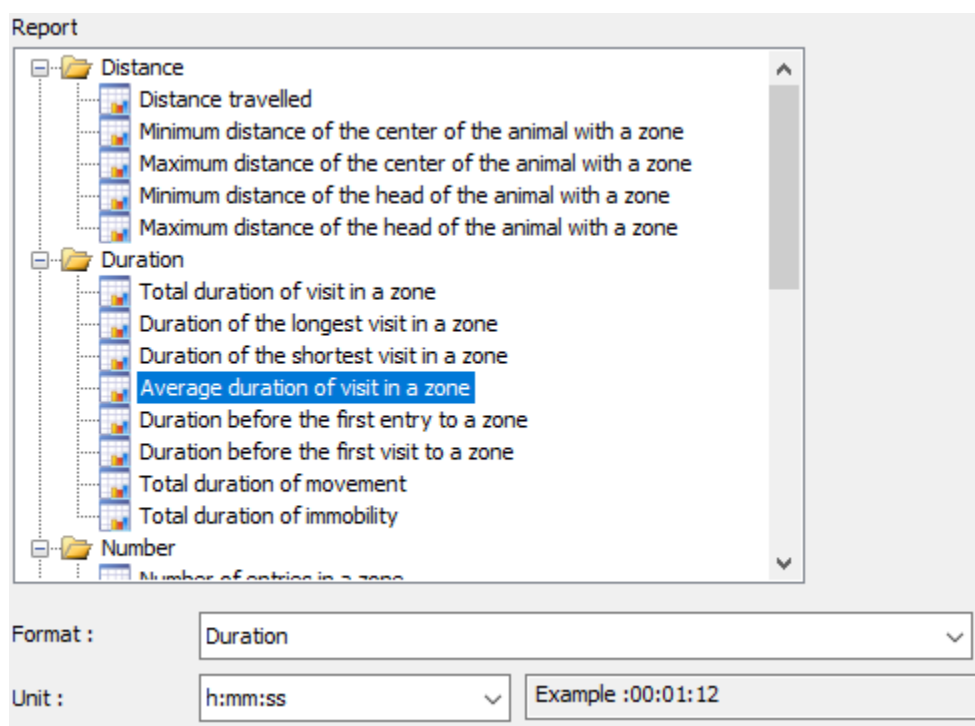 Report
Distance
Distance travelled
Minimum distance of the center of the animal with a zone
Maximum distance of the center of the animal with a zone
Minimum distance of the head of the animal with a zone
Maximum distance of the head of the animal with a zone
Duration
Total duration of visit in a zone
Duration of the longest visit in a zone
Duration of the shortest visit in a zone
Average duration of visit in a zone
Duration before the first entry to a zone
Duration before the first visit to a zone
Total duration of movement
Total duration of immobility
Number
Number of entries in a zone
Format : Duration
Unit : h:mm:ss Example :00:01:12